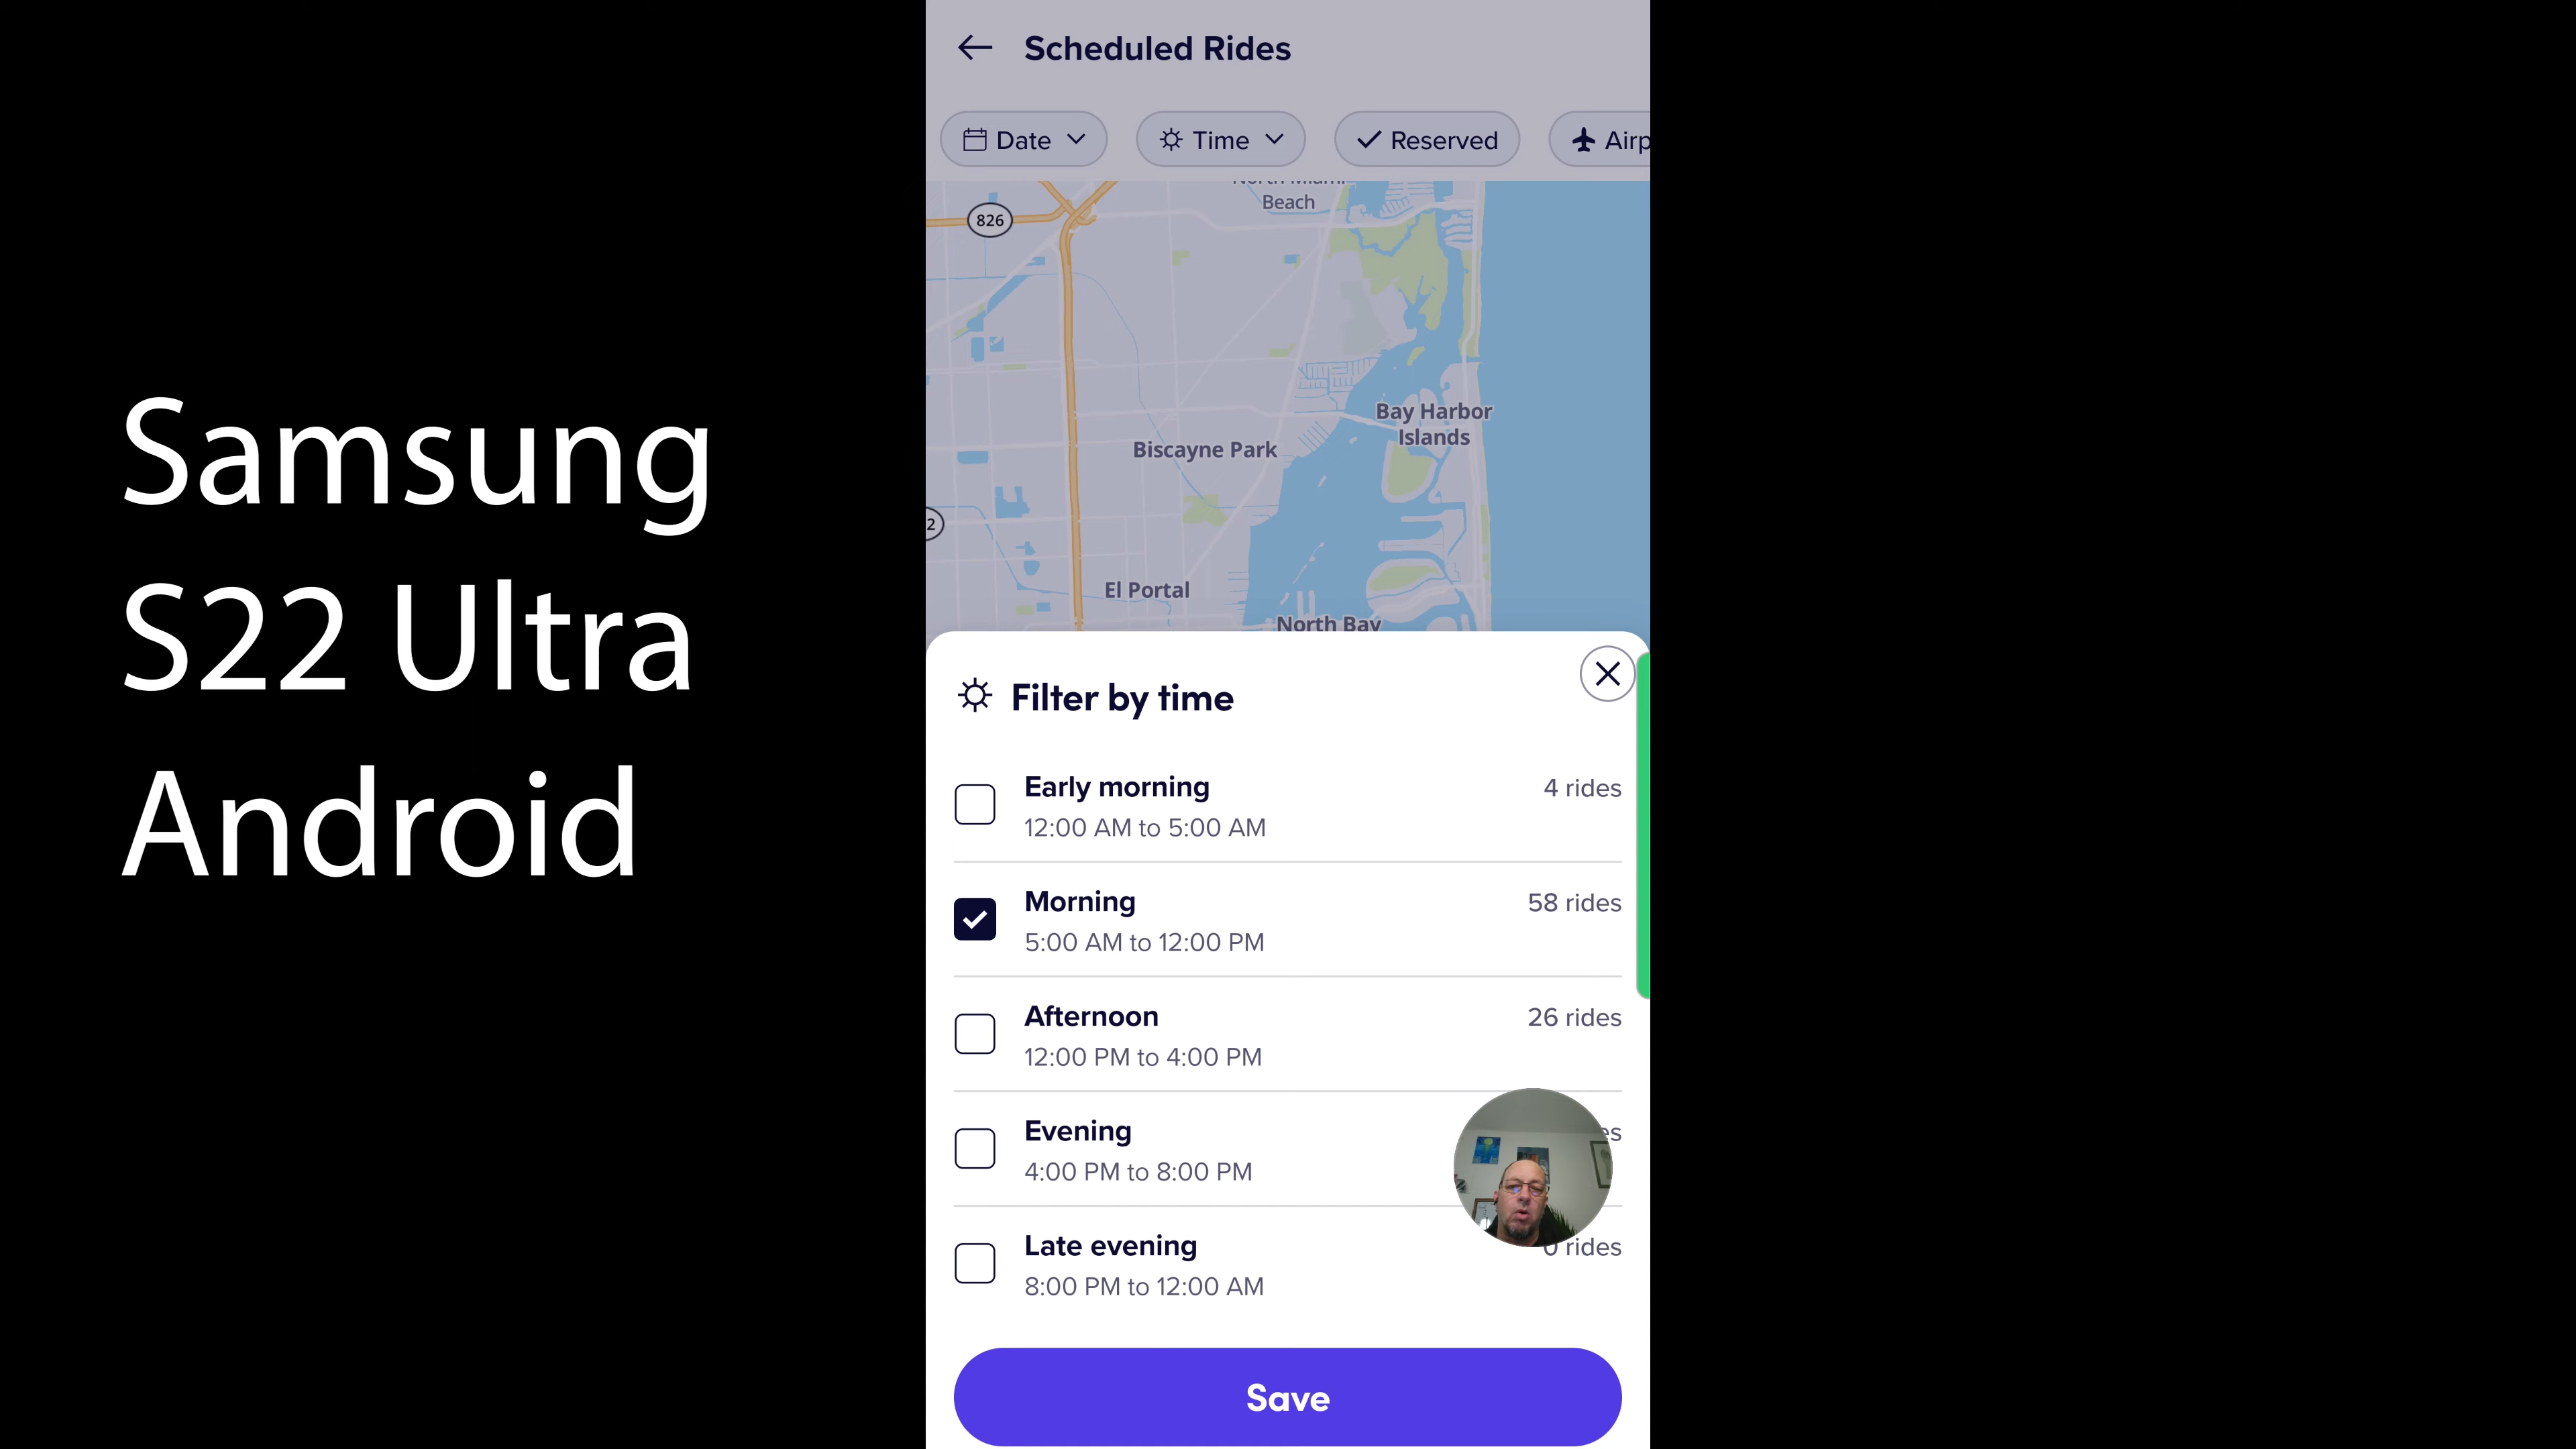 Samsung
S22 Ultra
Android
Scheduled Rides
Date
Time
Reserved
Beach
826
Bay Harbor
Islands
Biscayne Park
2
El Portal
North Bay
Filter by time
Early morning
4 rides
12:00 AM to 5:00 AM
Morning
58 rides
5:00 AM to 12:00 PM
Afternoon
26 rides
12:00 PM to 4:00 PM
Evening
4:00 PM to 8:00 PM
Late evening
0 rides
8:00 PM to 12:00 AM
Save